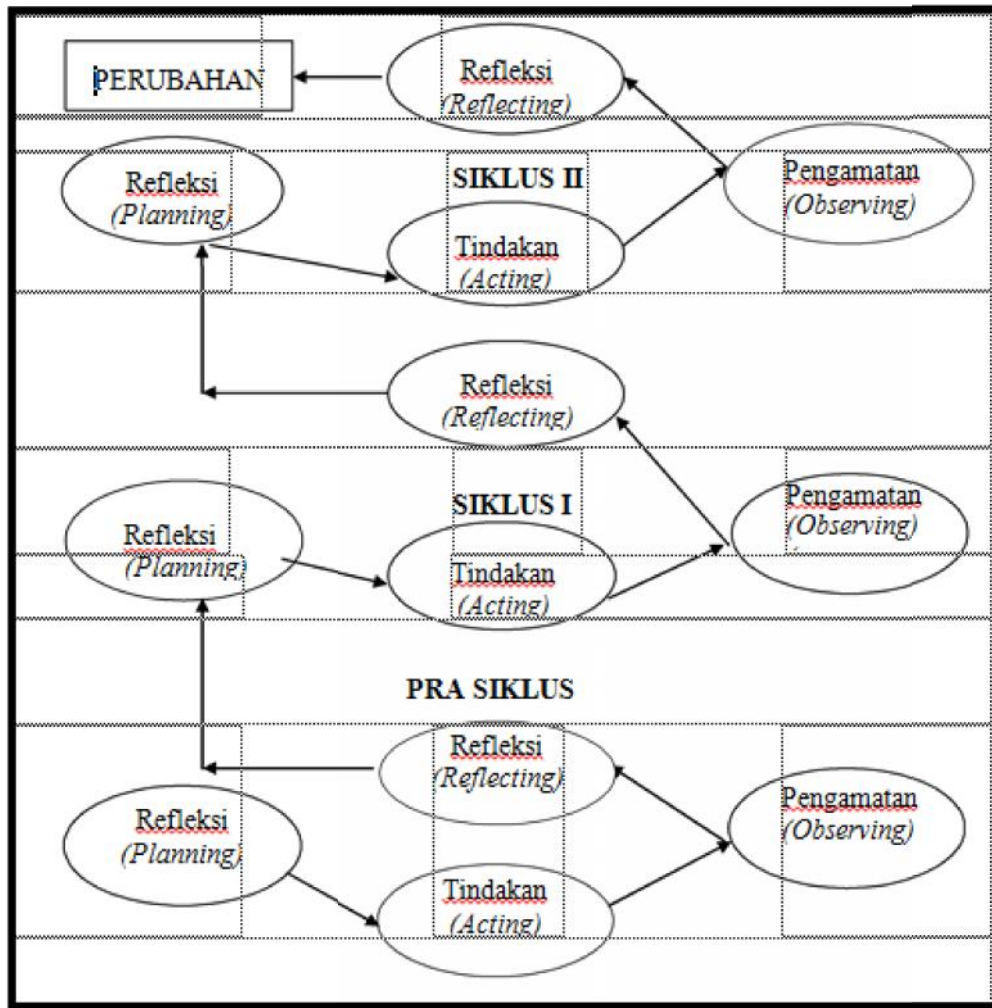 PERUBAHAN
Refleksi
(Reflecting)
Refleksi
(Planning)
SIKLUS II
Tindakan
(Acting)
Pengamatan
(Observing)
Refleksi
(Reflecting)
Refleksi
(Planning)
SIKLUS I
Tindakan
(Acting)
Pengamatan
(Observing)
PRA SIKLUS
Refleksi
(Reflecting)
Refleksi
(Planning)
Tindakan
(Acting)
Pengamatan
(Observing)